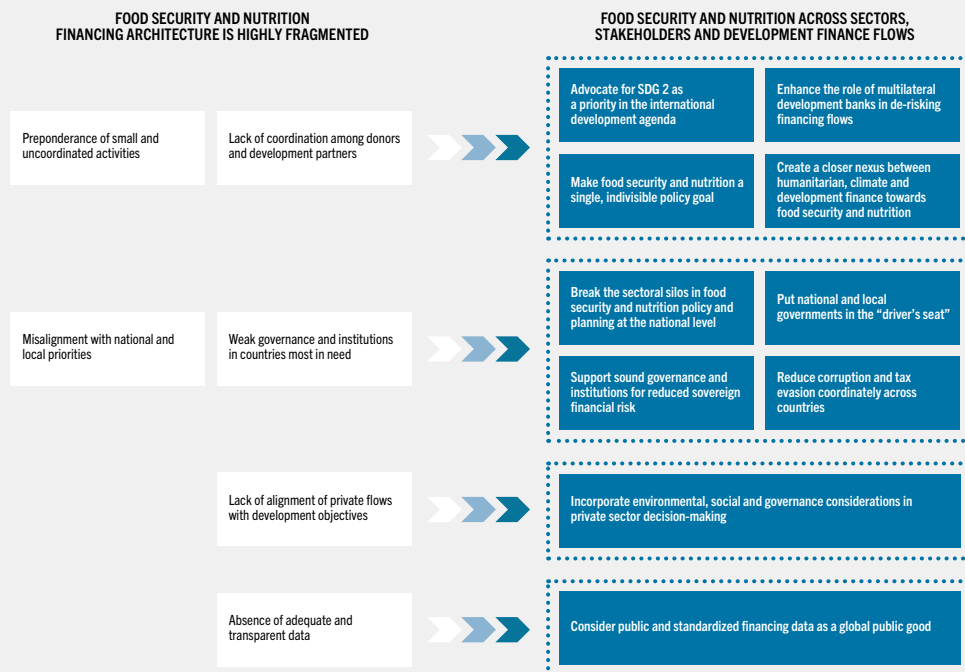 FOOD SECURITY AND NUTRITION
FINANCING ARCHITECTURE IS HIGHLY FRAGMENTED
FOOD SECURITY AND NUTRITION ACROSS SECTORS,
STAKEHOLDERS AND DEVELOPMENT FINANCE FLOWS
Preponderance of small and
uncoordinated activities
Lack of coordination among donors
and development partners
Advocate for SDG 2 as
a priority in the international
development agenda
Enhance the role of multilateral
development banks in de-risking
financing flows
Make food security and nutrition a
single, indivisible policy goal
Create a closer nexus between
humanitarian, climate and
development finance towards
food security and nutrition
Misalignment with national and
local priorities
Weak governance and institutions
in countries most in need
Break the sectoral silos in food
security and nutrition policy and
planning at the national level
Put national and local
governments in the “driver’s seat”
Support sound governance and
institutions for reduced sovereign
financial risk
Reduce corruption and tax
evasion coordinately across
countries
Lack of alignment of private flows
with development objectives
Incorporate environmental, social and governance considerations in
private sector decision-making
Absence of adequate and
transparent data
Consider public and standardized financing data as a global public good